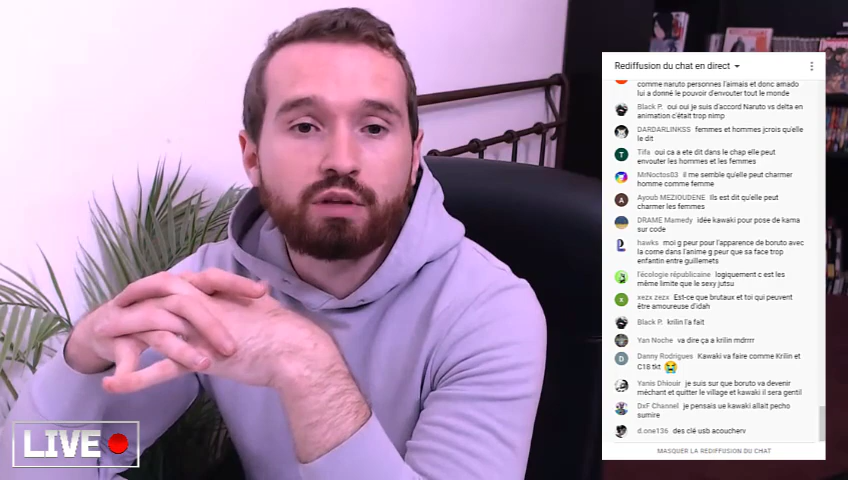 Rediffusion du chat en direct
comme naruto personnes l'aimais et donc amado
lui a donné le pouvoir d'envouter tout le monde
Black P. oui oui je suis d'accord Naruto vs delta en
animation c'était trop nimp
DARDARLINKSS femmes et hommes jcrois qu'elle
le dit
Tifa oui ca a ete dit dans le chap elle peut
envouter les hommes et les femmes
MrNoctos03 il me semble qu'elle peut charmer
homme comme femme
Ayoub MEZIOUDENE Ils est dit qu'elle peut
charmer les femmes
DRAME Mamedy idée kawaki pour pose de kama
sur code
hawks moi g peur pour l'apparence de boruto avec
la corne dans l'anime g peur que sa face trop
enfantin entre guillemets
l'écologie républicaine logiquement c est les
même limite que le sexy jutsu
xezx zezx Est-ce que brutaux et toi qui peuvent
être amoureuse d'idah
Black P. krilin l'a fait
Yan Noche va dire ça a krilin mdrrr
Danny Rodrigues Kawaki va faire comme Krilin et
C18 tkt
Yanis Dhiouir je suis sur que boruto va devenir
méchant et quitter le village et kawaki il sera gentil
DxF Channel je pensais ue kawaki allait pecho
sumire
d.one136 des clé usb acoucherv
MASQUER LA REDIFFUSION DU CHAT
LIVE